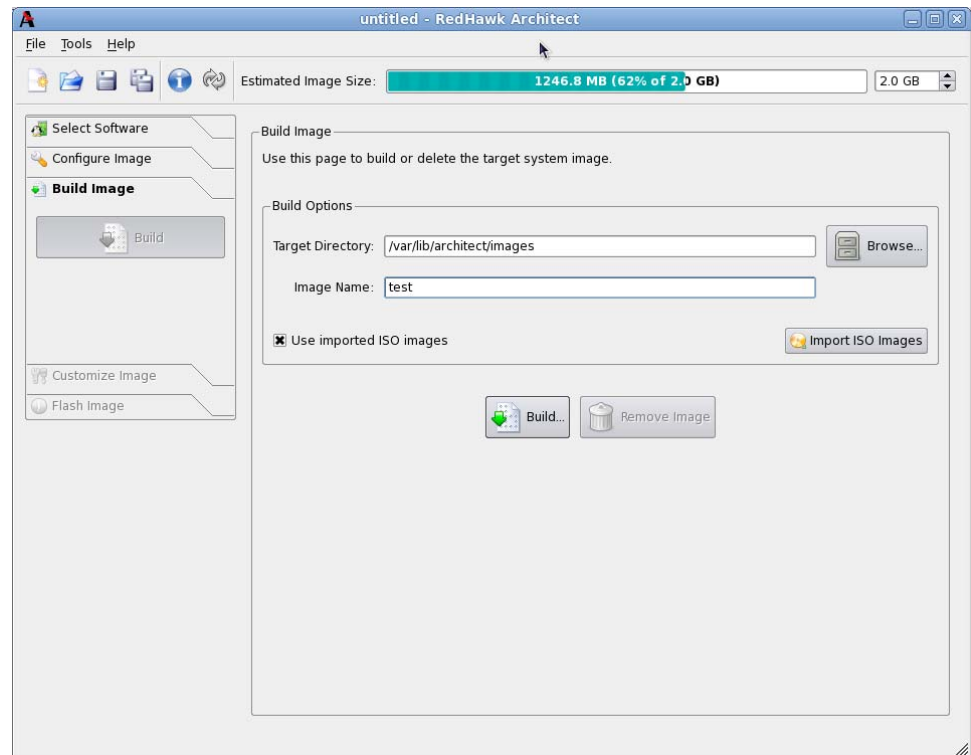 untitled - RedHawk Architect
File Tools Help
Estimated Image Size: 1246.8 MB (62% of 2.0 GB) 2.0 GB
Select Software
Configure Image
Build Image
Build
Customize Image
Flash Image
Build Image
Use this page to build or delete the target system image.
Build Options
Target Directory: /var/lib/architect/images Browse...
Image Name: test
Use imported ISO images Import ISO Images
Build... Remove Image